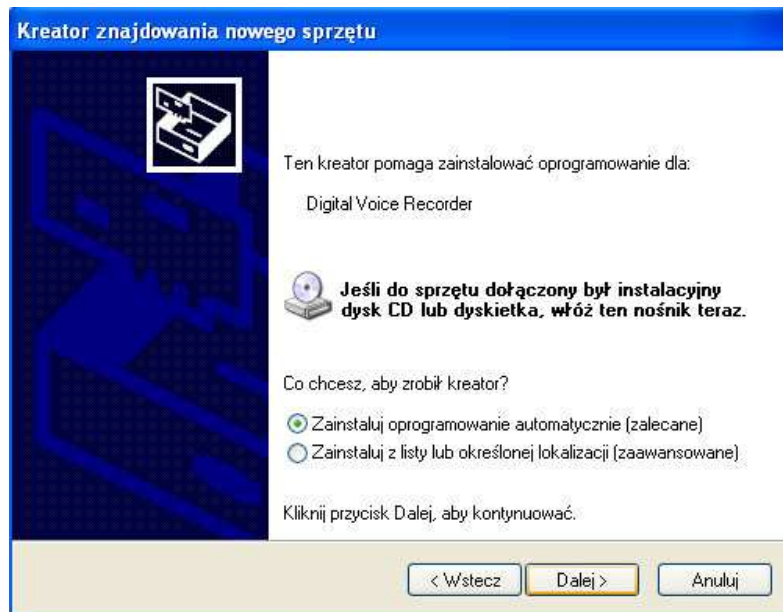 Kreator znajdowania nowego sprzętu
Ten kreator pomaga zainstalować oprogramowanie dla:
Digital Voice Recorder
Jeśli do sprzętu dołączony był instalacyjny
dysk CD lub dyskietka, włóż ten nośnik teraz.
Co chcesz, aby zrobił kreator?
Zainstaluj oprogramowanie automatycznie (zalecane)
Zainstaluj z listy lub określonej lokalizacji (zaawansowane)
Kliknij przycisk Dalej, aby kontynuować.
< Wstecz
Dalej >
Anuluj